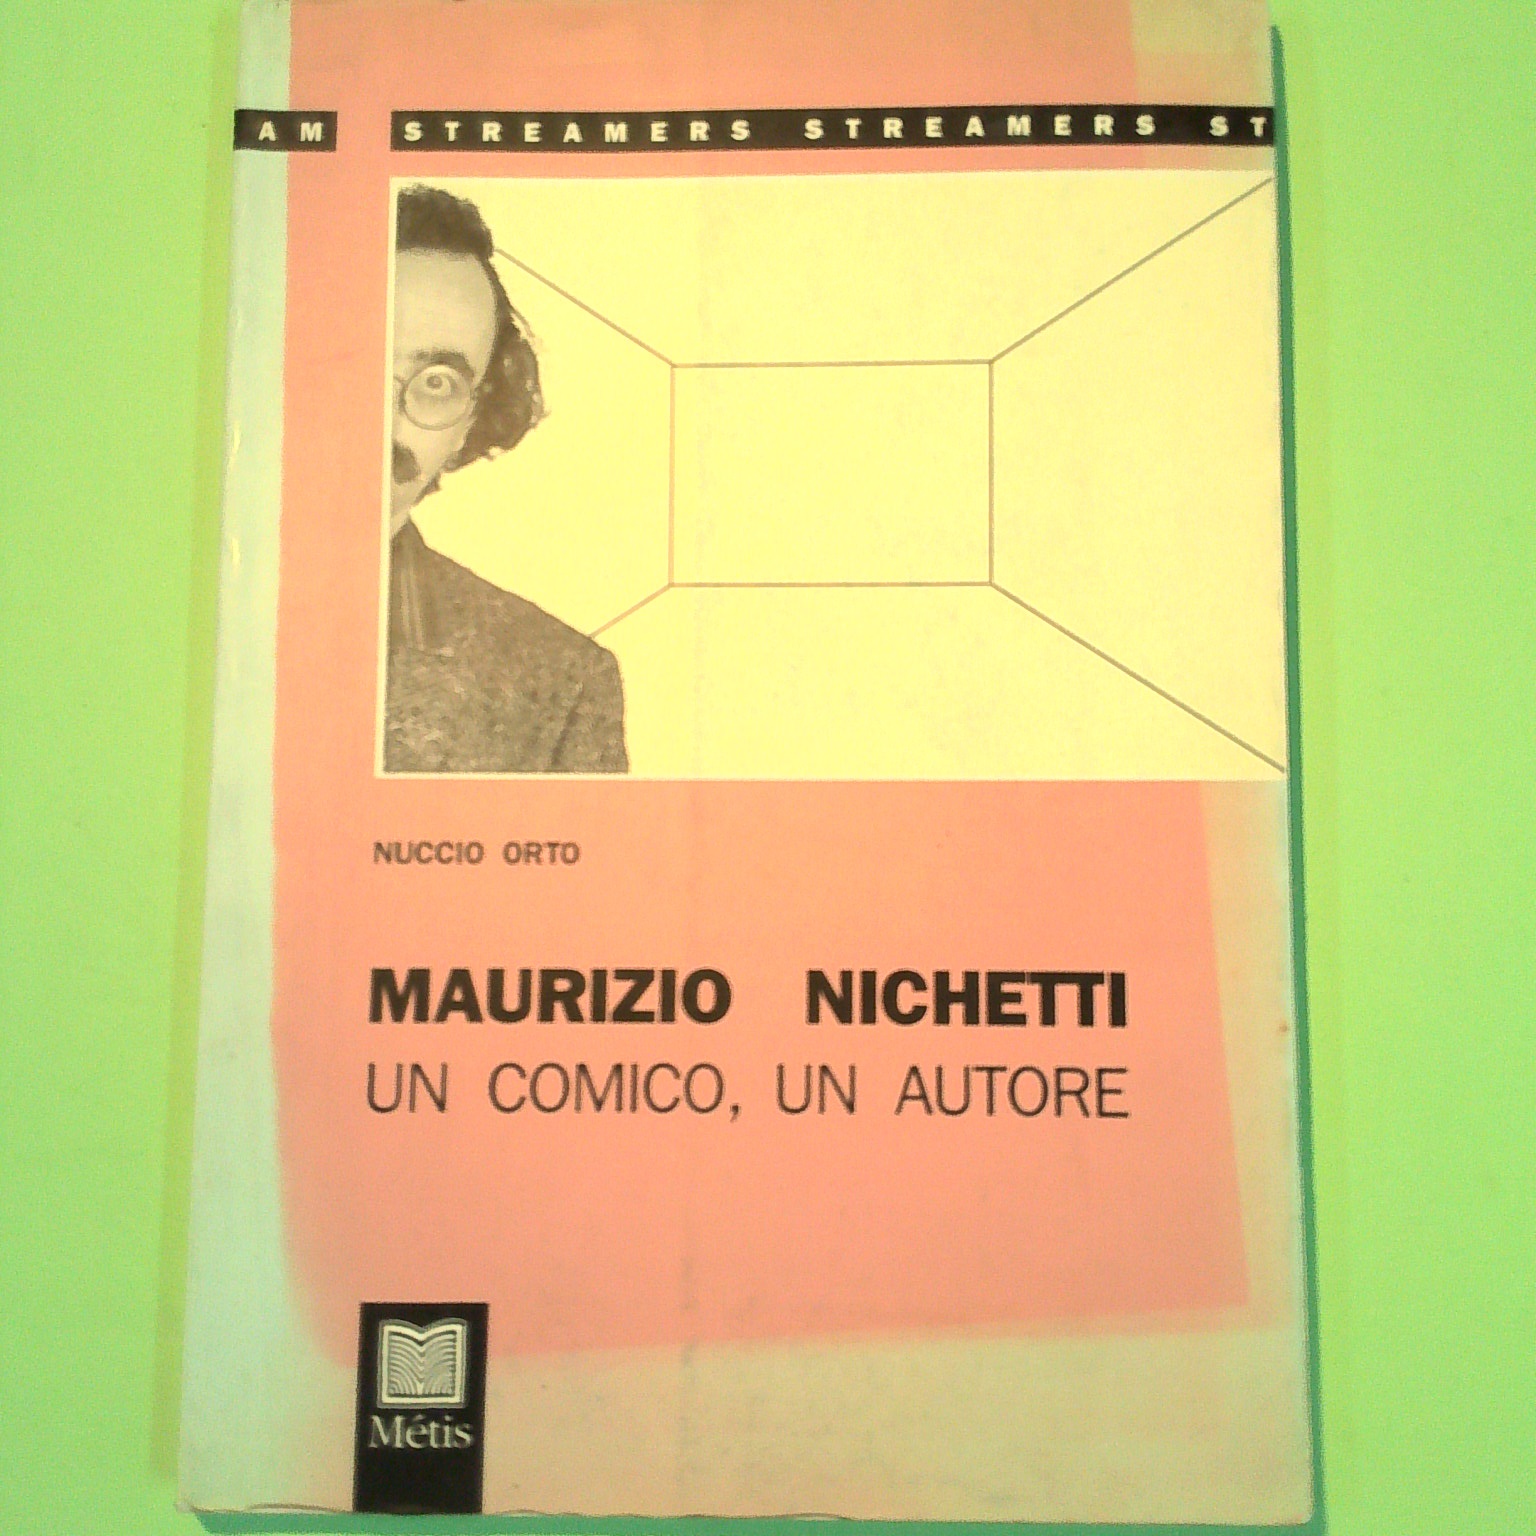 AM STREAMERS STREAMERS ST
NUCCIO ORTO
MAURIZIO NICHETTI
UN COMICO, UN AUTORE
Métis